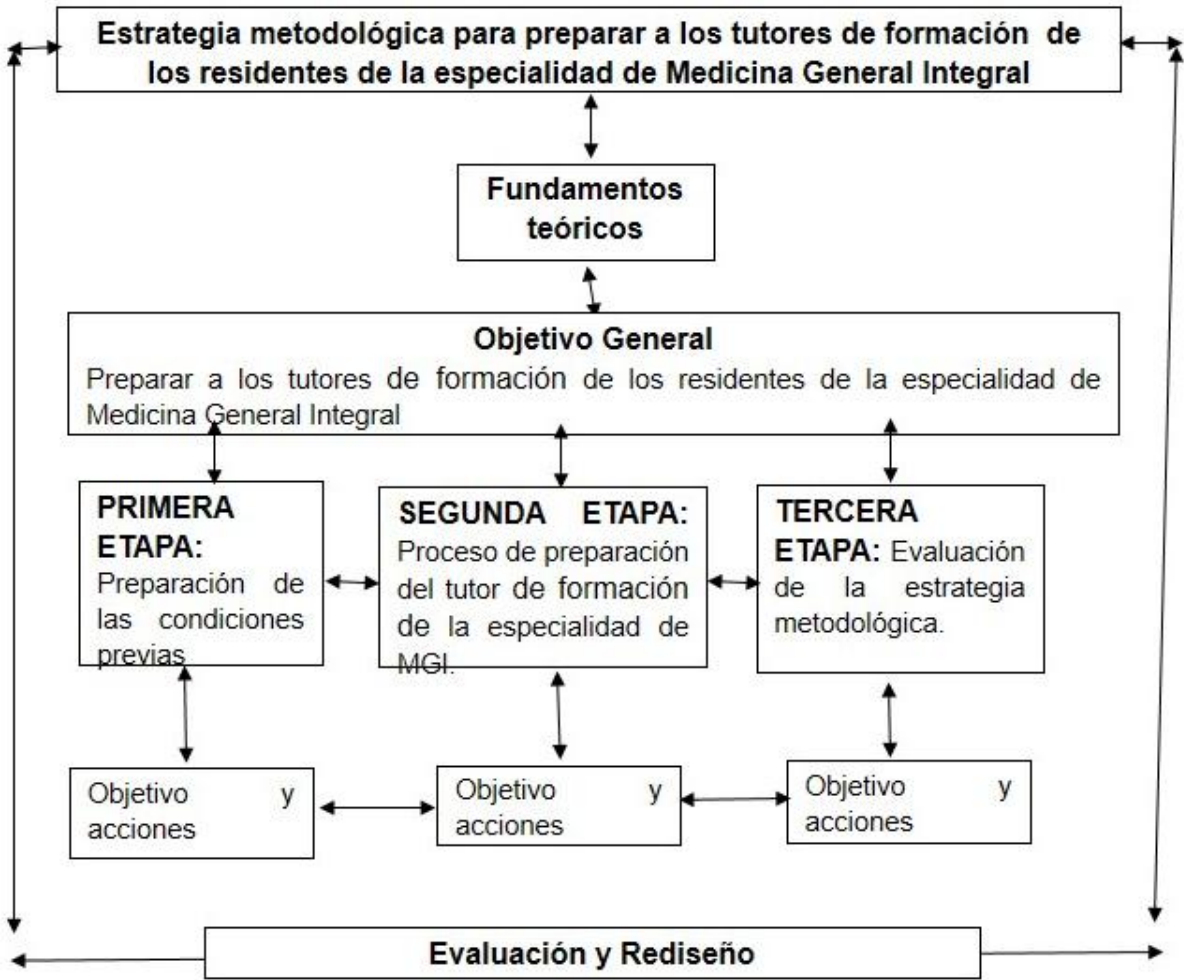 Estrategia metodológica para preparar a los tutores de formación de
los residentes de la especialidad de Medicina General Integral
Fundamentos
teóricos
Objetivo General
Preparar a los tutores de formación de los residentes de la especialidad de
Medicina General Integral
PRIMERA
ETAPA:
Preparación de
las condiciones
previas
SEGUNDA ETAPA:
Proceso de preparación
del tutor de formación
de la especialidad de
MGI.
TERCERA
ETAPA: Evaluación
de la estrategia
metodológica.
Objetivo y
acciones
Objetivo y
acciones
Objetivo y
acciones
Evaluación y Rediseño